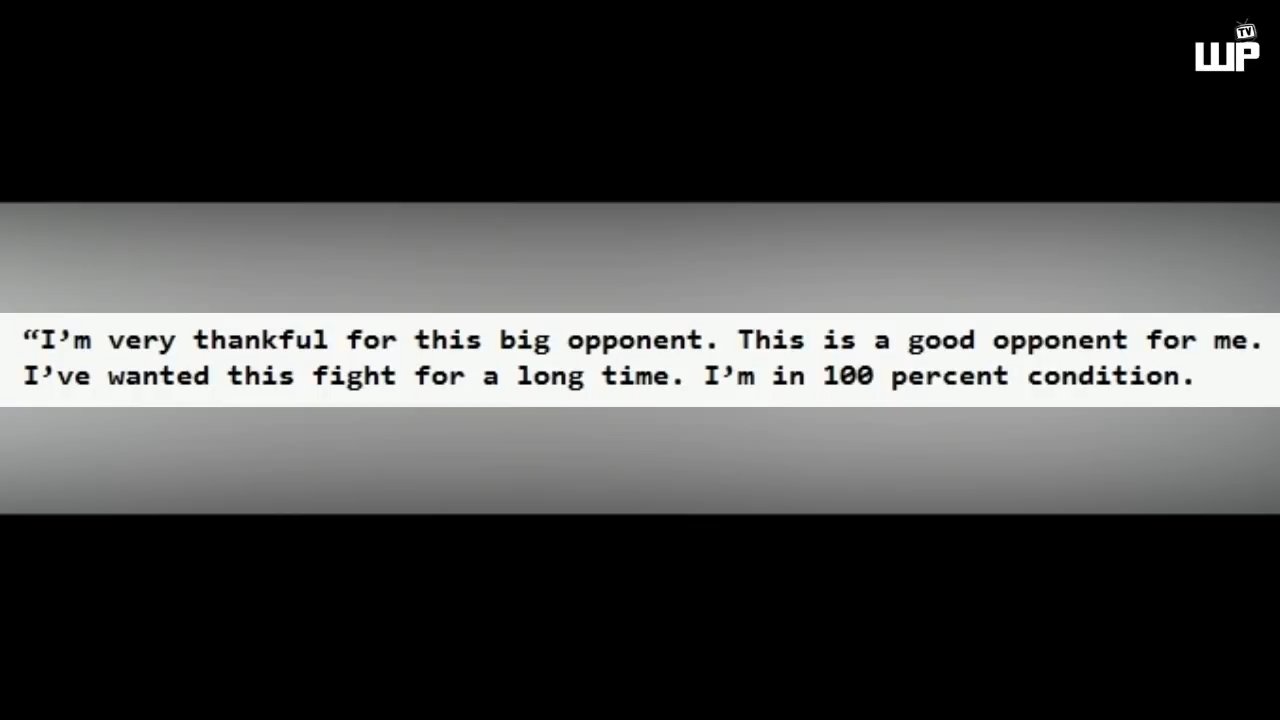 TV
WP
“I’m very thankful for this big opponent. This is a good opponent for me.
I’ve wanted this fight for a long time. I’m in 100 percent condition.